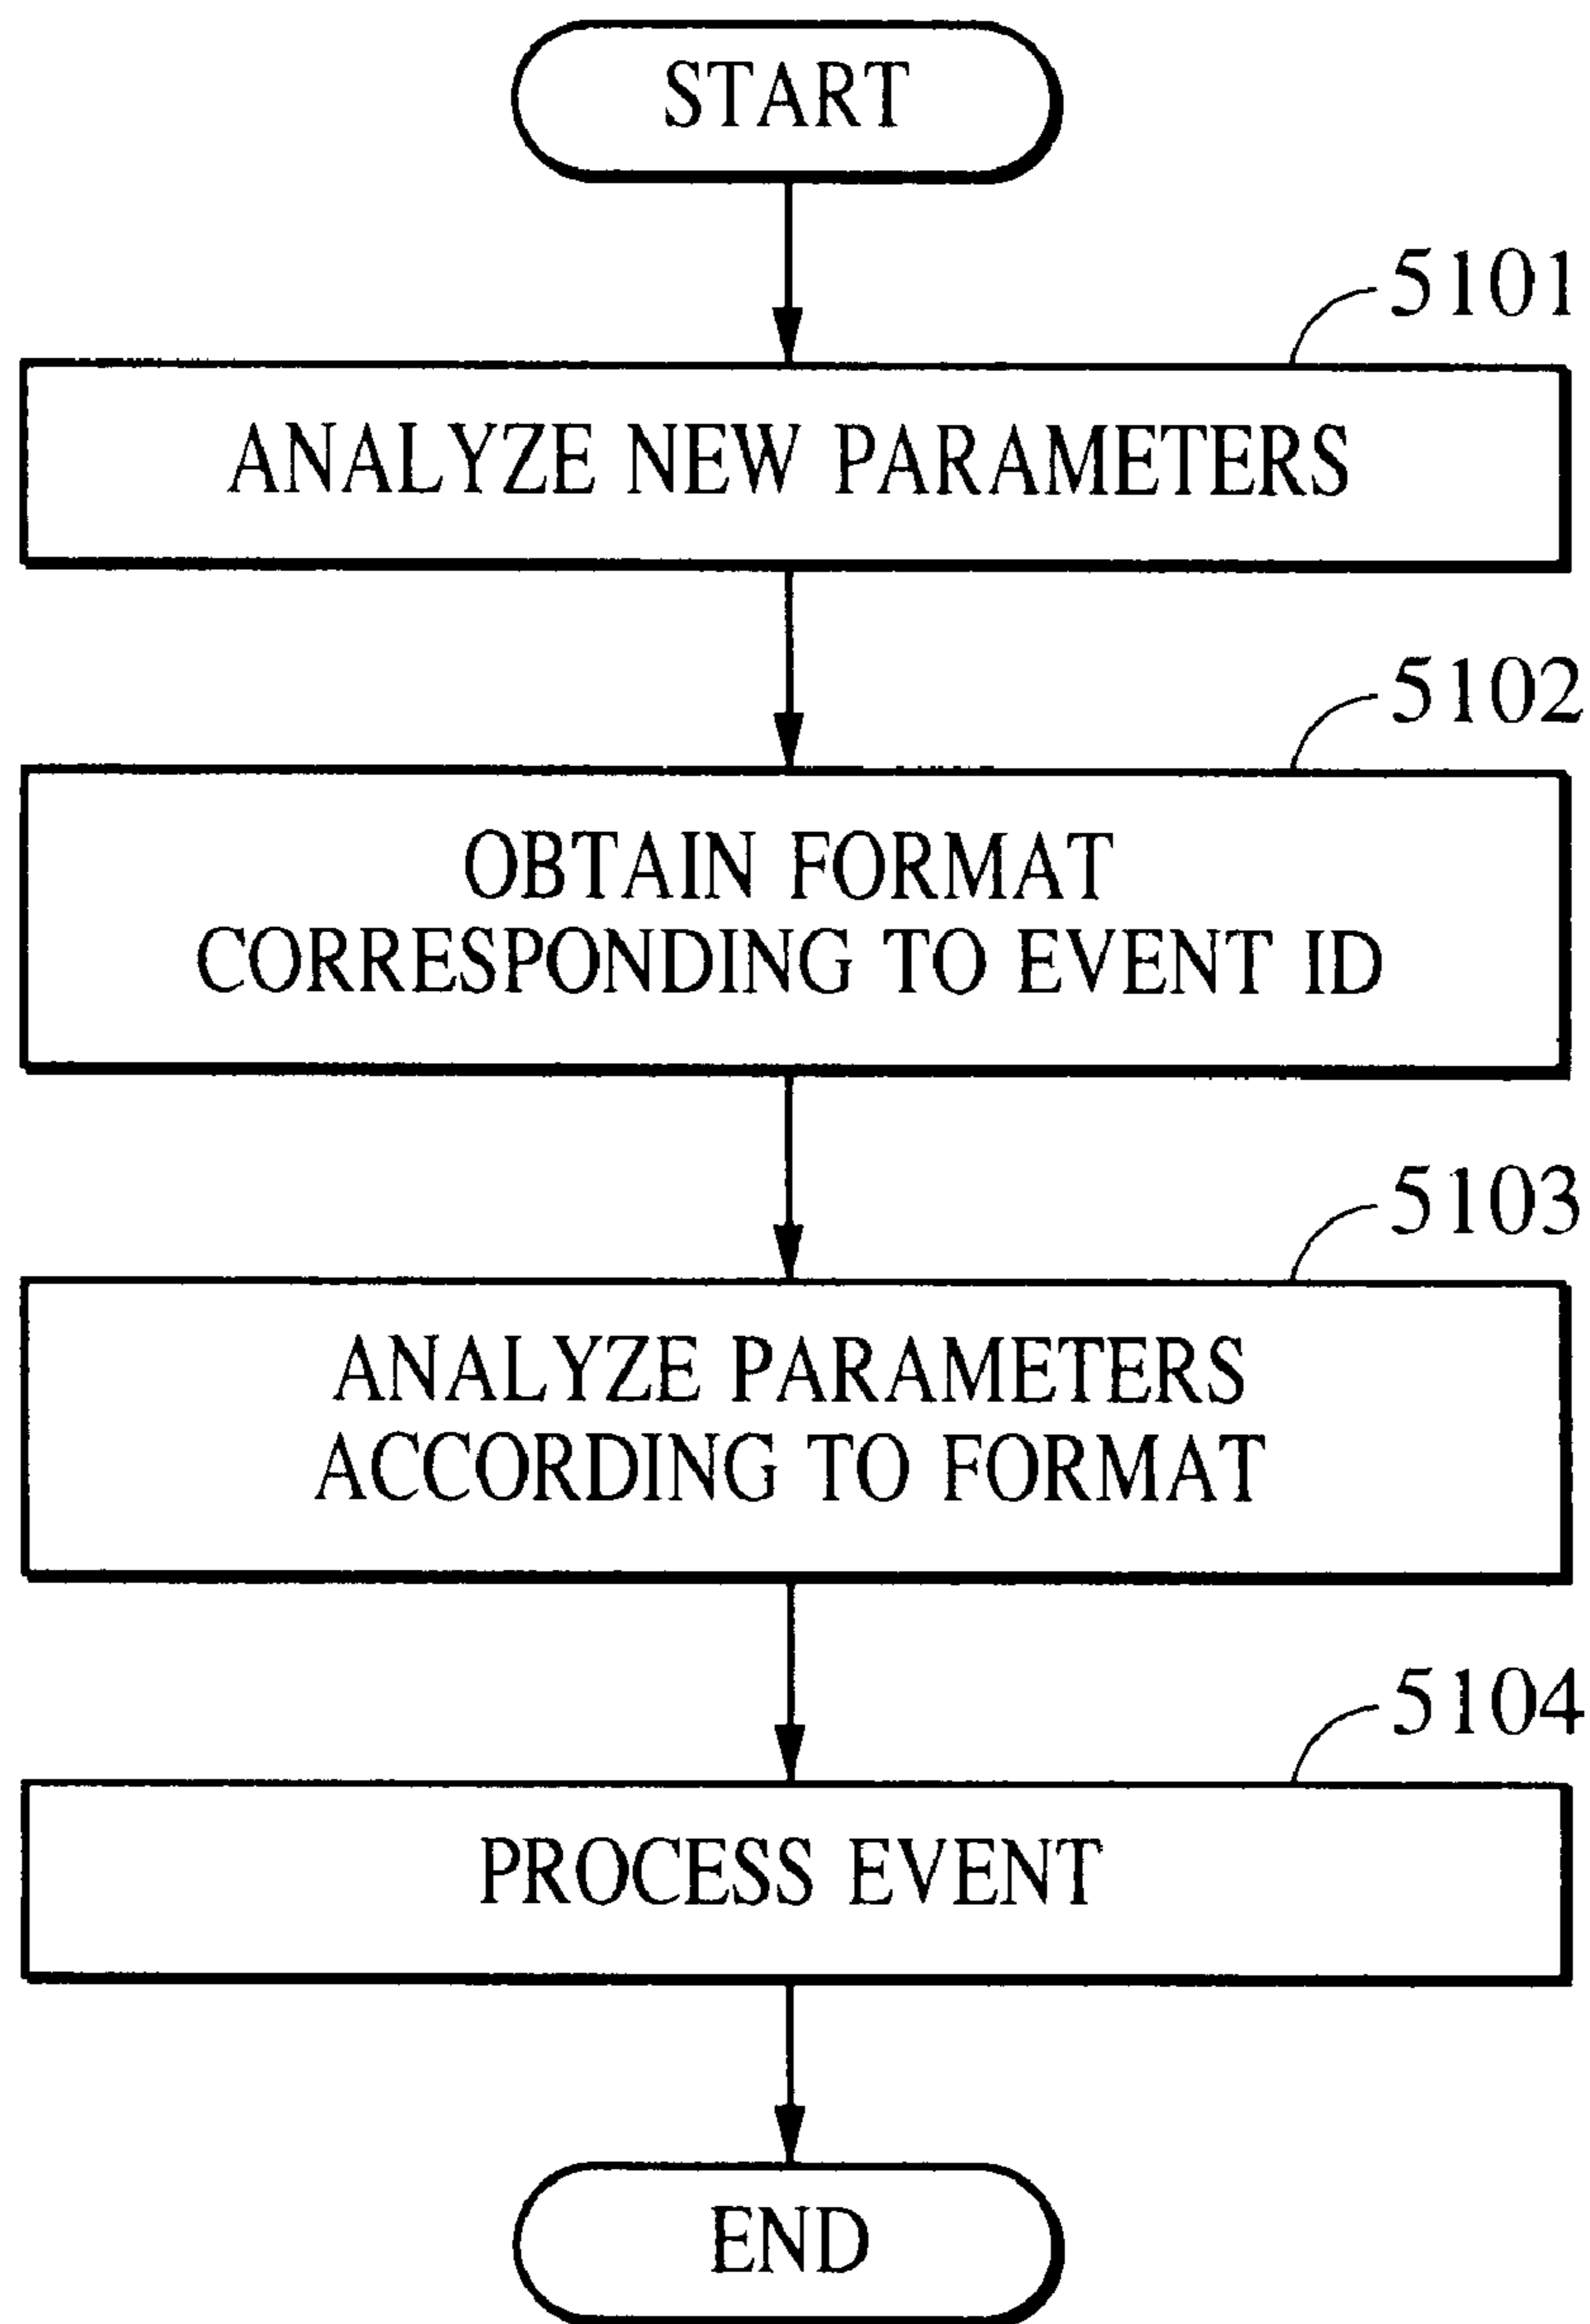 START
5101
ANALYZE NEW PARAMETERS
5102
OBTAIN FORMAT
CORRESPONDING TO EVENT ID
5103
ANALYZE PARAMETERS
ACCORDING TO FORMAT
5104
PROCESS EVENT
END